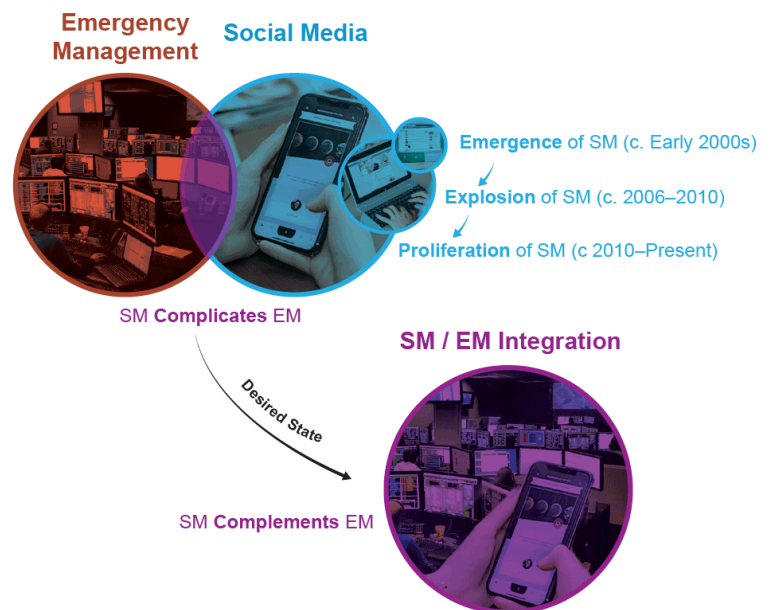 Emergency
Management
Social Media
Emergence of SM (c. Early 2000s)
Explosion of SM (c. 2006–2010)
Proliferation of SM (c 2010–Present)
SM Complicates EM
Desired State
SM / EM Integration
SM Complements EM